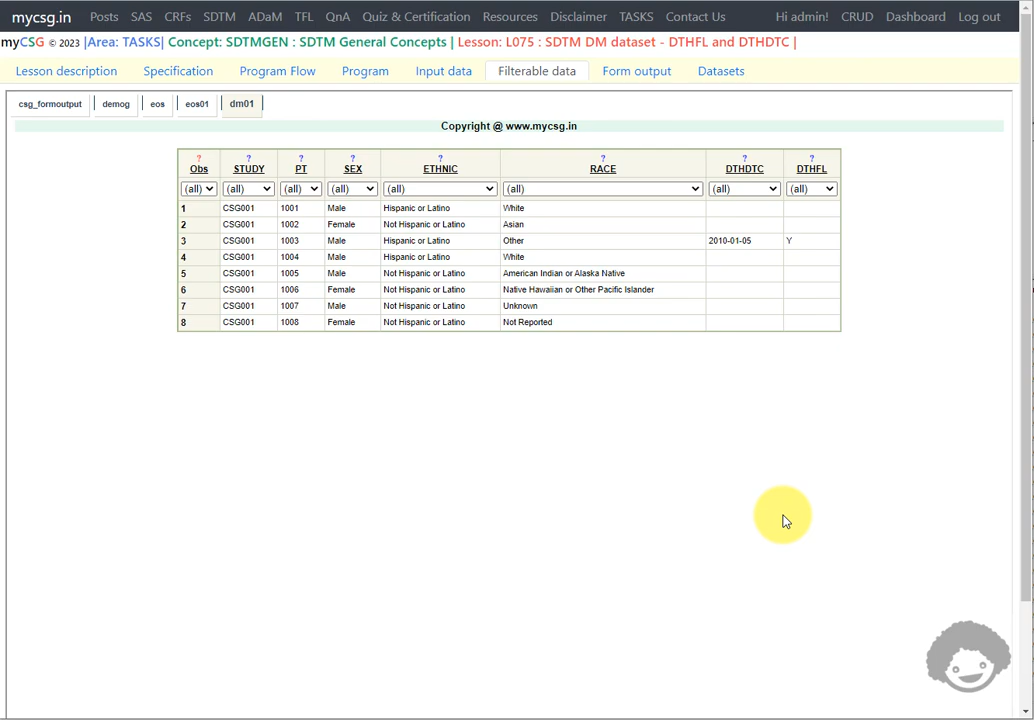 mycsg.in Posts SAS CRFs SDTM ADaM TFL QnA Quiz & Certification Resources Disclaimer TASKS Contact Us Hi admin! CRUD Dashboard Log out
myCSG © 2023 |Area: TASKS| Concept: SDTMGEN : SDTM General Concepts | Lesson: L075 : SDTM DM dataset - DTHFL and DTHDTC |
Lesson description Specification Program Flow Program Input data Filterable data Form output Datasets
csg_formoutput demog eos eos01 dm01
Copyright @ www.mycsg.in
? ? ? ? ? ? ? ?
Obs STUDY PT SEX ETHNIC RACE DTHDTC DTHFL
(all) (all) (all) (all) (all) (all) (all) (all)
1 CSG001 1001 Male Hispanic or Latino White
2 CSG001 1002 Female Not Hispanic or Latino Asian
3 CSG001 1003 Male Hispanic or Latino Other 2010-01-05 Y
4 CSG001 1004 Male Hispanic or Latino White
5 CSG001 1005 Male Not Hispanic or Latino American Indian or Alaska Native
6 CSG001 1006 Female Not Hispanic or Latino Native Hawaiian or Other Pacific Islander
7 CSG001 1007 Male Not Hispanic or Latino Unknown
8 CSG001 1008 Female Not Hispanic or Latino Not Reported